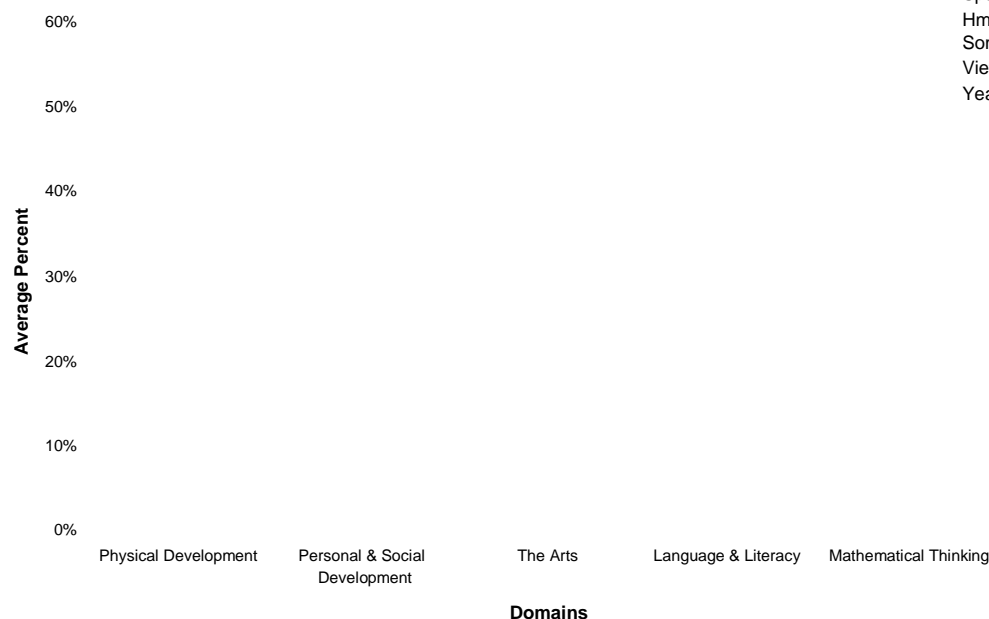 60%
50%
40%
30%
20%
10%
0%
Average Percent
Physical Development
Personal & Social
Development
The Arts
Language & Literacy
Mathematical Thinking
Domains